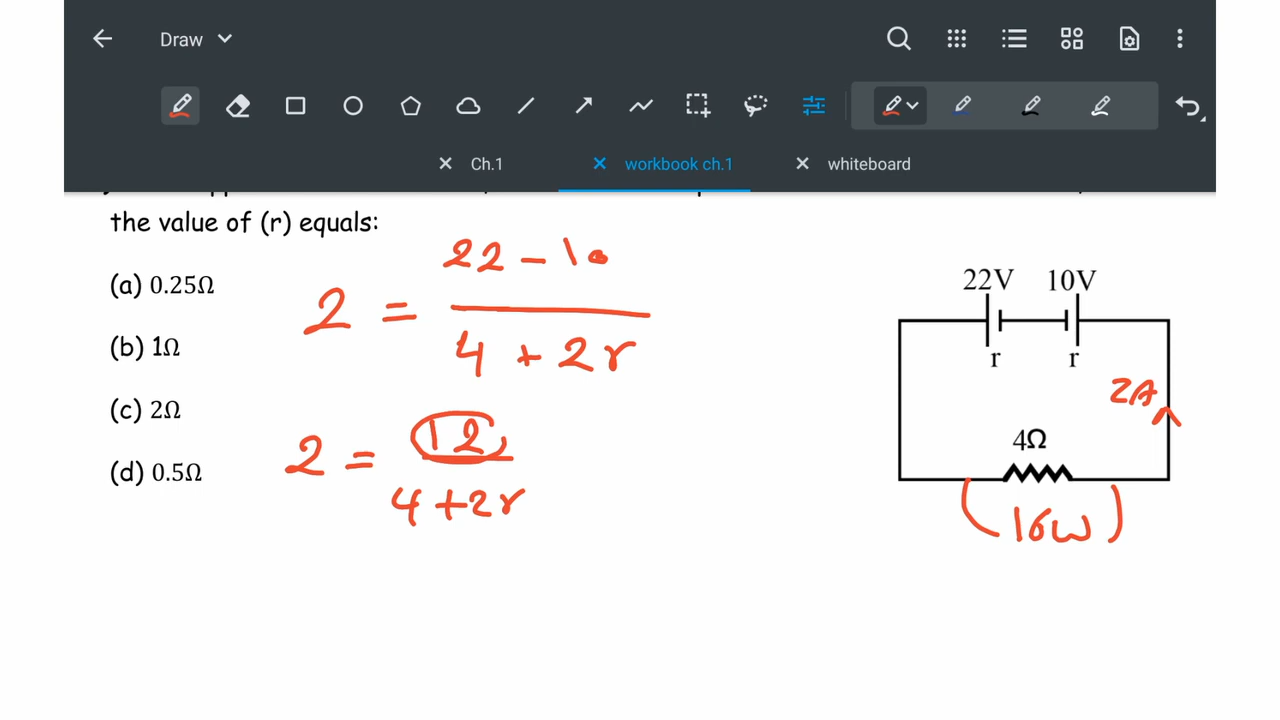 Draw
Ch.1
workbook ch.1
whiteboard
the value of (r) equals:
(a) 0.25Ω
(b) 1Ω
(c) 2Ω
(d) 0.5Ω
22 - 10
2 =
4 + 2r
12
2 =
4+2r
22V 10V
r r
2A
4Ω
(16W)